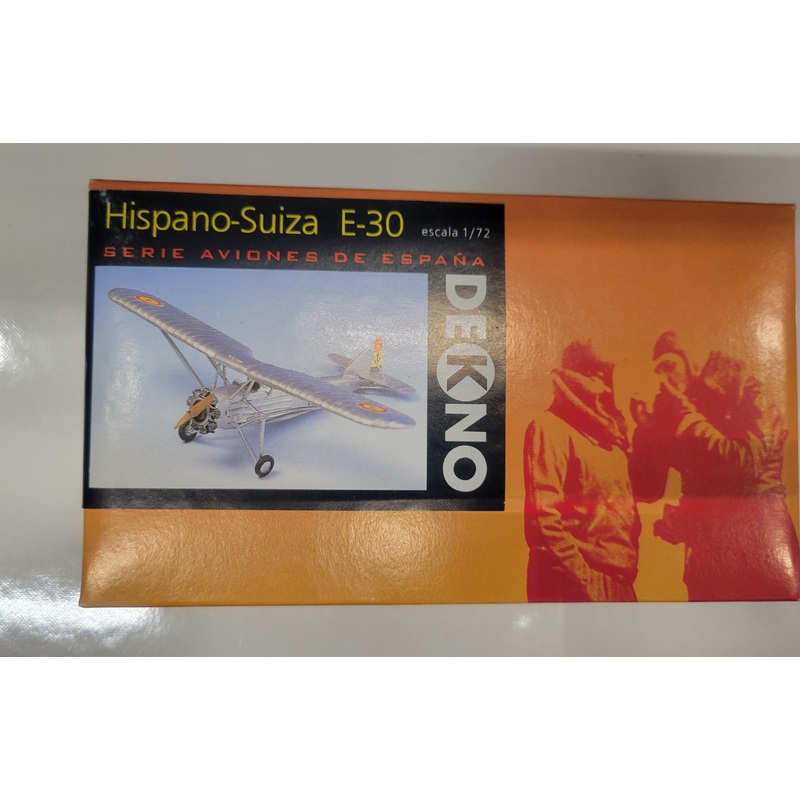 Hispano-Suiza E-30 escala 1/72
SERIE AVIONES DE ESPAÑA
DEKNO